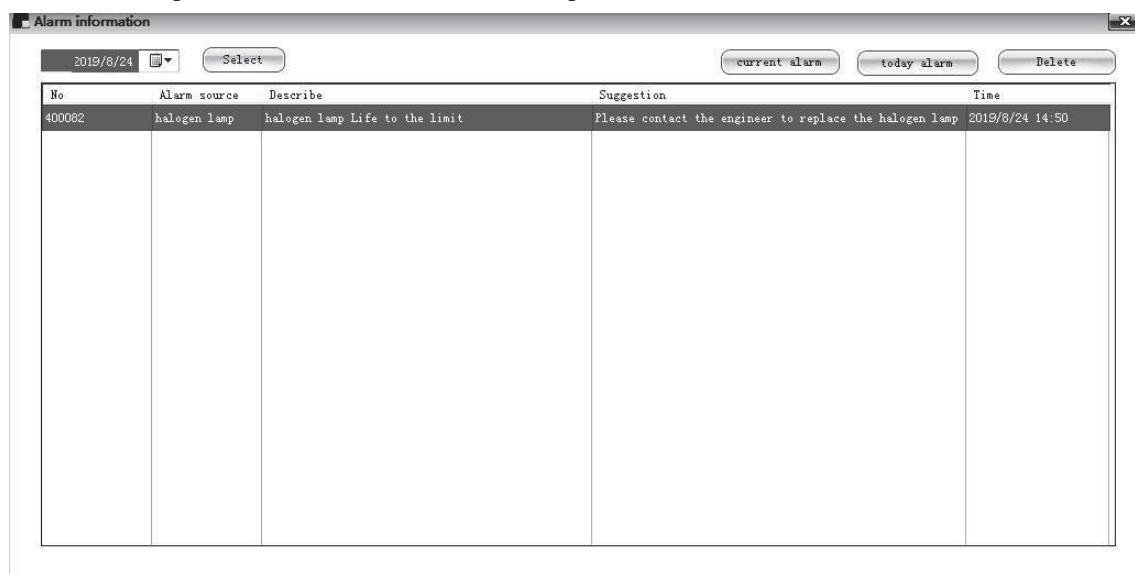 Alarm information
2019/8/24 Select current alarm today alarm Delete
No Alarm source Describe Suggestion Time
400082 halogen lamp halogen lamp Life to the limit Please contact the engineer to replace the halogen lamp 2019/8/24 14:50